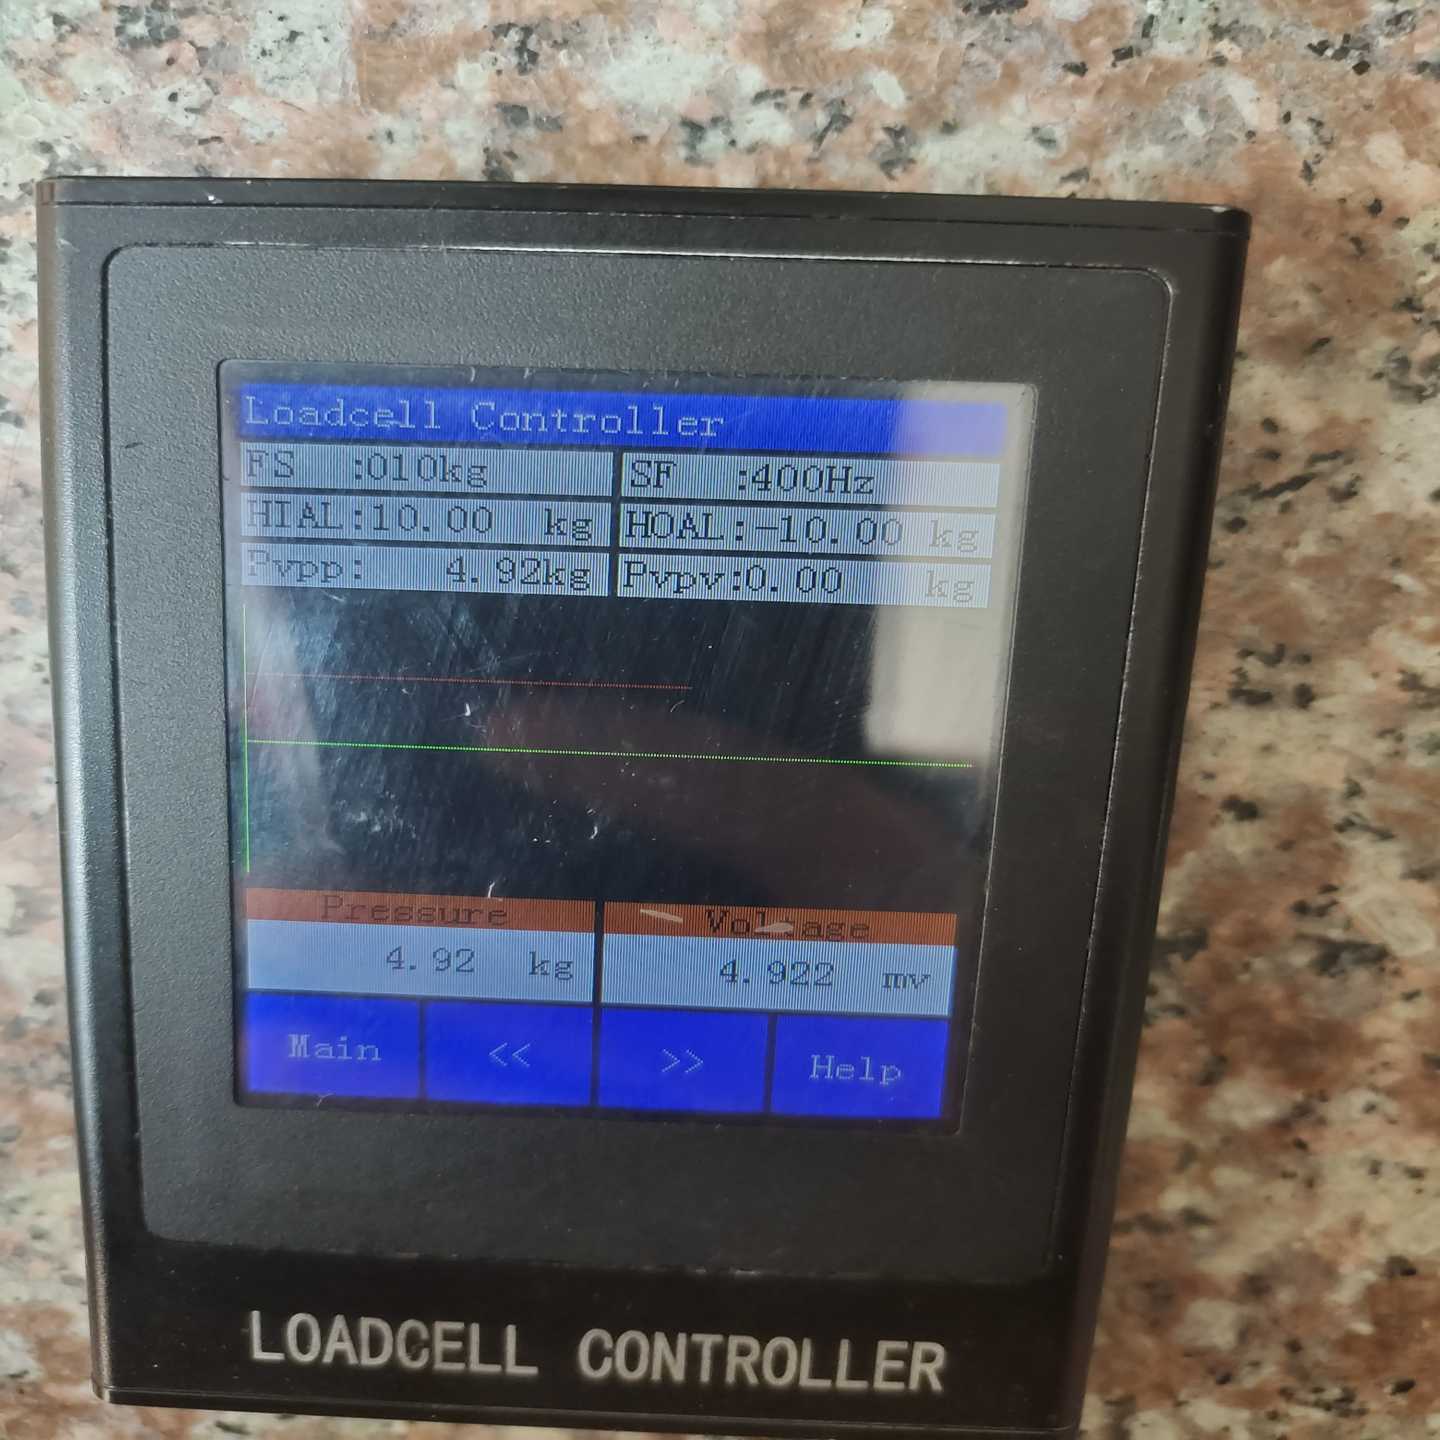 Loadcell Controller
FS :010kg SF :400Hz
HIAL:10.00 kg HOAL:-10.00 kg
Pvpp: 4.92kg Pvpv:0.00 kg
Pressure Voltage
4.92 kg 4.922 mv
Main << >> Help
LOADCELL CONTROLLER